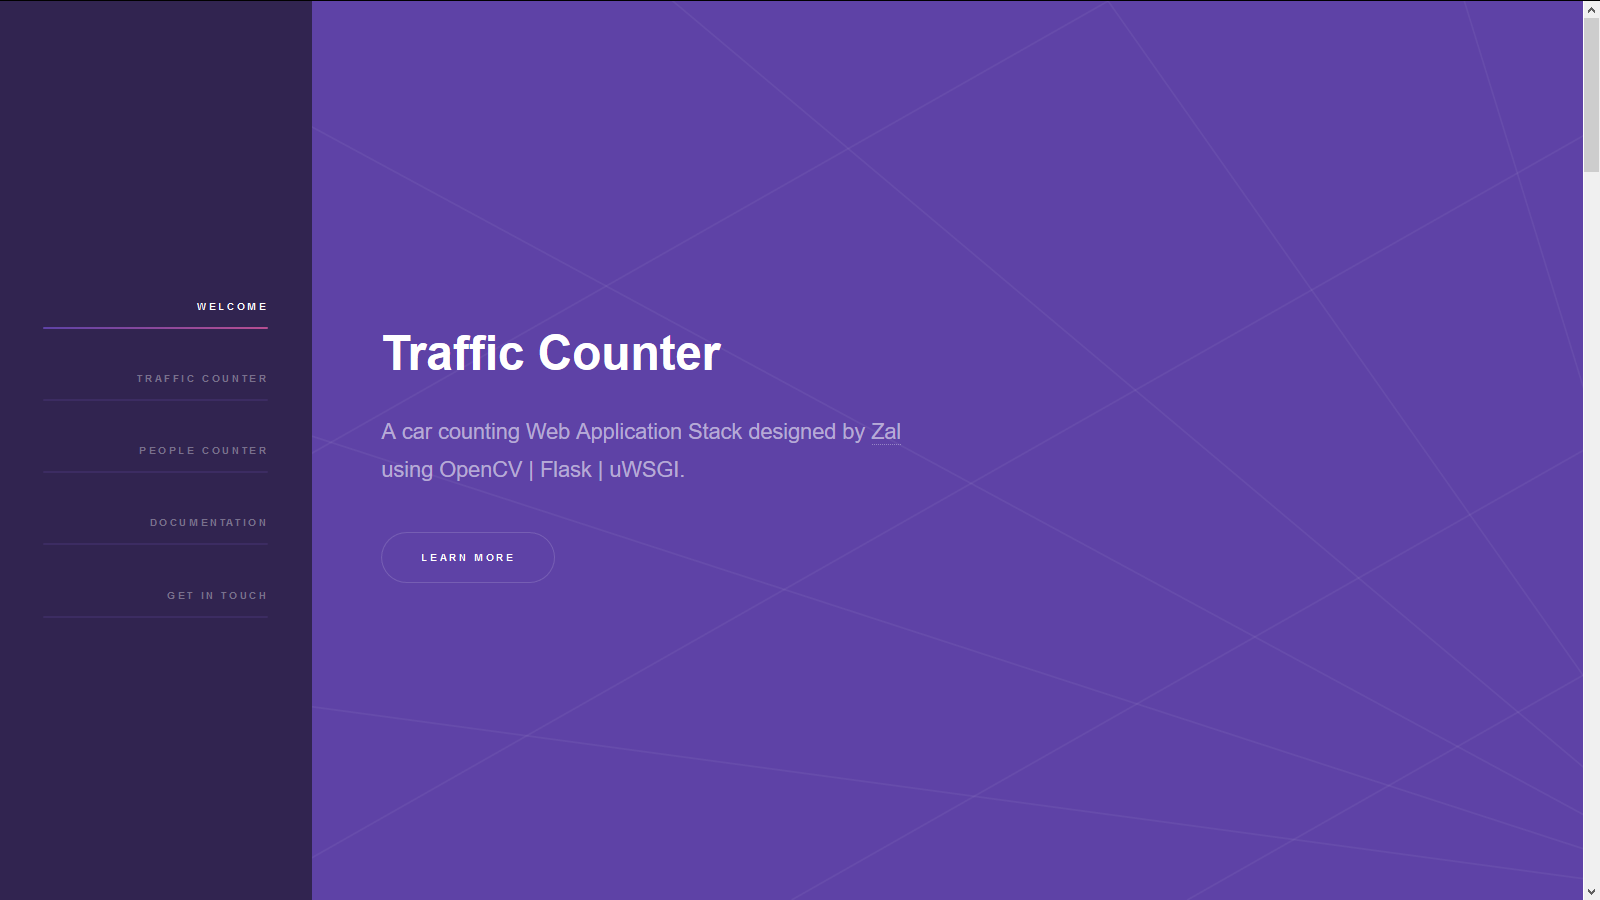 WELCOME
TRAFFIC COUNTER
PEOPLE COUNTER
DOCUMENTATION
GET IN TOUCH
Traffic Counter
A car counting Web Application Stack designed by Zal
using OpenCV | Flask | uWSGI.
LEARN MORE